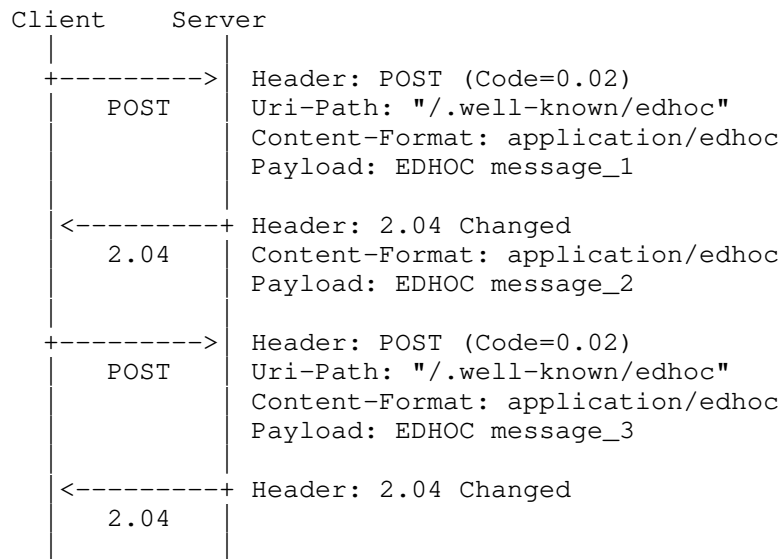 Client Server
+---------> Header: POST (Code=0.02)
POST Uri-Path: "/.well-known/edhoc"
Content-Format: application/edhoc
Payload: EDHOC message_1
<---------+ Header: 2.04 Changed
2.04 Content-Format: application/edhoc
Payload: EDHOC message_2
+---------> Header: POST (Code=0.02)
POST Uri-Path: "/.well-known/edhoc"
Content-Format: application/edhoc
Payload: EDHOC message_3
<---------+ Header: 2.04 Changed
2.04